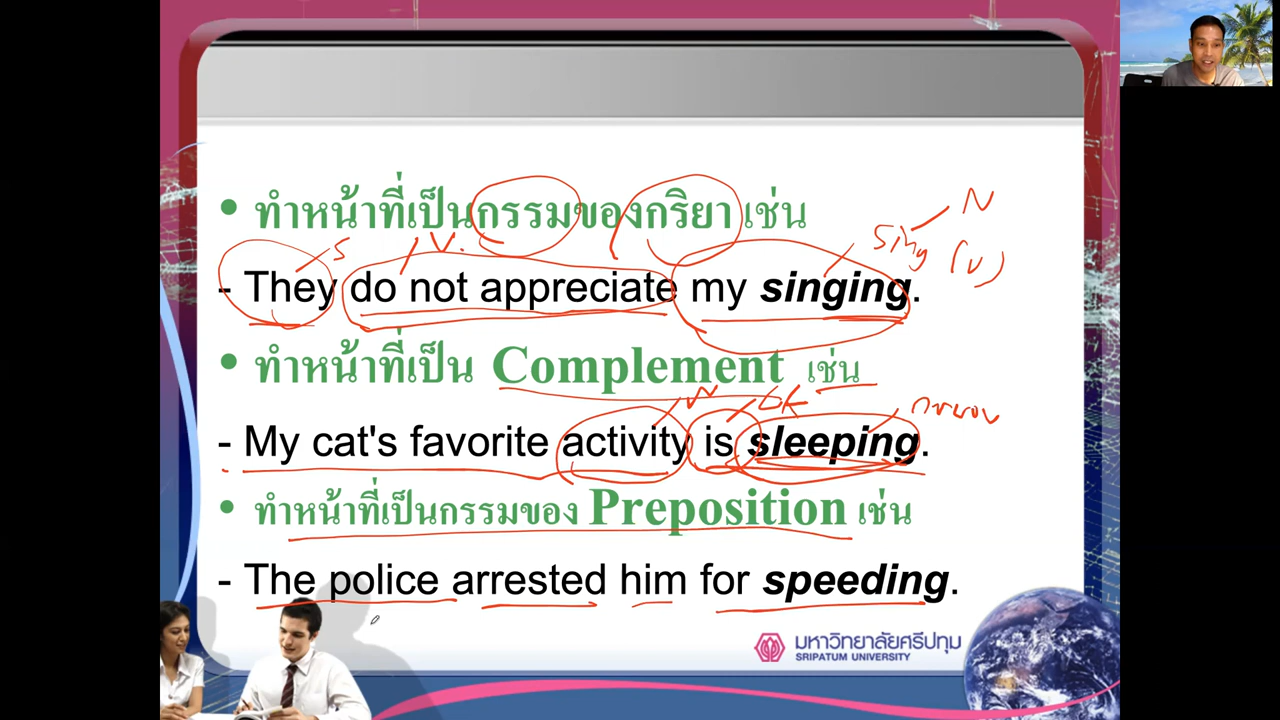 • ทำหน้าที่เป็นกรรมของกริยา เช่น
N
S
V.
Sing (v)
- They do not appreciate my singing.
• ทำหน้าที่เป็น Complement เช่น
N
- My cat's favorite activity is sleeping.
• ทำหน้าที่เป็นกรรมของ Preposition เช่น
- The police arrested him for speeding.
มหาวิทยาลัยศรีปทุม
SRIPATUM UNIVERSITY